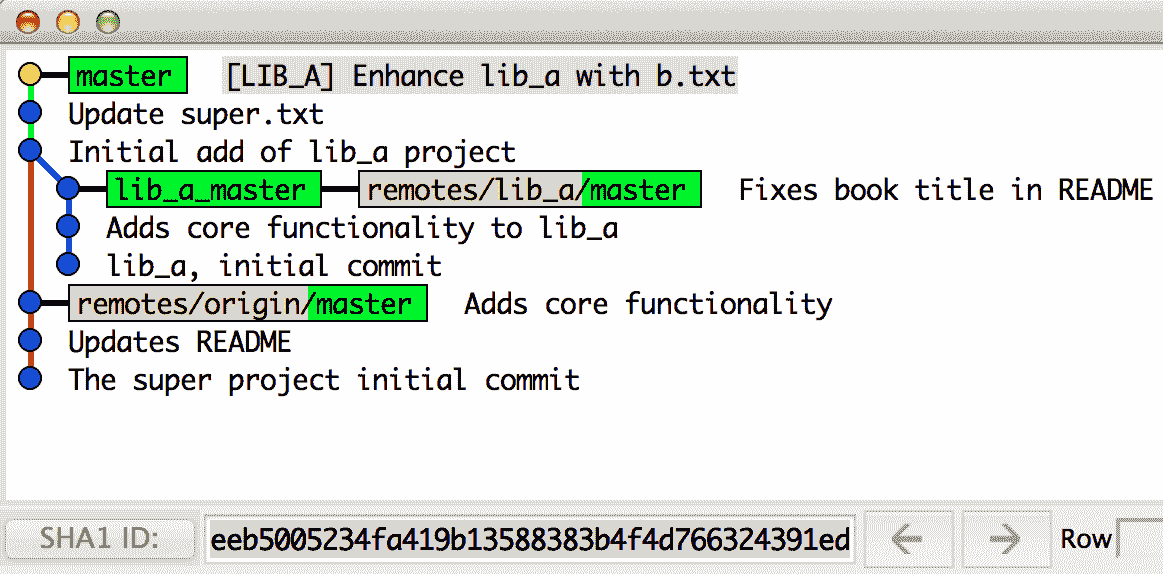 master [LIB_A] Enhance lib_a with b.txt
Update super.txt
Initial add of lib_a project
lib_a_master remotes/lib_a/master Fixes book title in README
Adds core functionality to lib_a
lib_a, initial commit
remotes/origin/master Adds core functionality
Updates README
The super project initial commit
SHA1 ID: eeb5005234fa419b13588383b4f4d766324391ed ← → Row